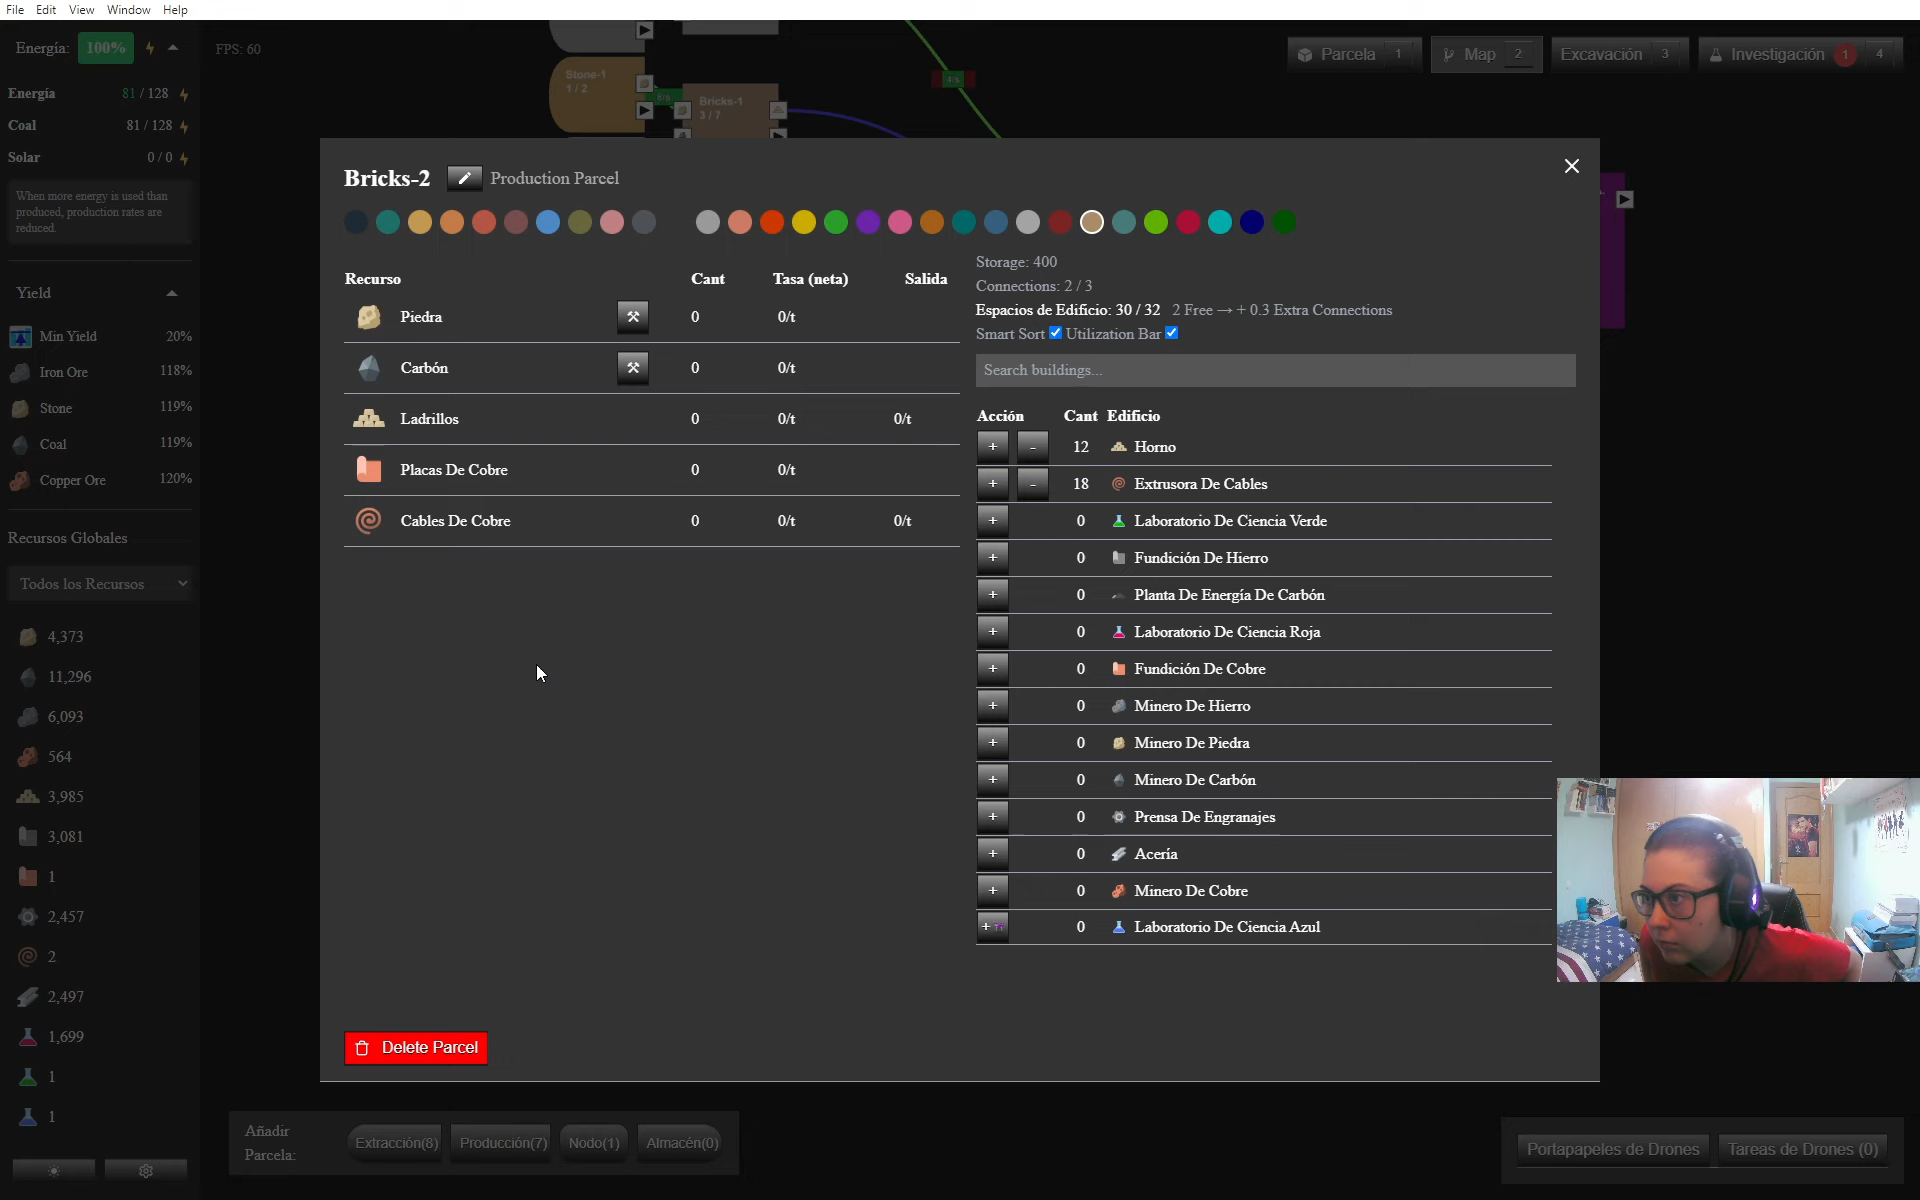 File Edit View Window Help
Energía: 100%
FPS: 60
Energía 81 / 128
Coal 81 / 128
Solar 0 / 0
When more energy is used than
produced, production rates are
reduced.
Yield
Min Yield 20%
Iron Ore 118%
Stone 119%
Coal 119%
Copper Ore 120%
Recursos Globales
Todos los Recursos
4,373
11,296
6,093
564
3,985
3,081
1
2,457
2
2,497
1,699
1
1
Stone-1
1 / 2
6/s
Bricks-1
3 / 7
4/s
Parcela 1
Map 2
Excavación 3
Investigación 1 4
Bricks-2 Production Parcel
Recurso Cant Tasa (neta) Salida
Piedra 0 0/t
Carbón 0 0/t
Ladrillos 0 0/t 0/t
Placas De Cobre 0 0/t
Cables De Cobre 0 0/t 0/t
Delete Parcel
Storage: 400
Connections: 2 / 3
Espacios de Edificio: 30 / 32 2 Free → + 0.3 Extra Connections
Smart Sort Utilization Bar
Search buildings...
Acción Cant Edificio
+ - 12 Horno
+ - 18 Extrusora De Cables
+ 0 Laboratorio De Ciencia Verde
+ 0 Fundición De Hierro
+ 0 Planta De Energía De Carbón
+ 0 Laboratorio De Ciencia Roja
+ 0 Fundición De Cobre
+ 0 Minero De Hierro
+ 0 Minero De Piedra
+ 0 Minero De Carbón
+ 0 Prensa De Engranajes
+ 0 Acería
+ 0 Minero De Cobre
+ 0 Laboratorio De Ciencia Azul
Añadir
Parcela:
Extracción(8) Producción(7) Nodo(1) Almacén(0)
Portapapeles de Drones Tareas de Drones (0)